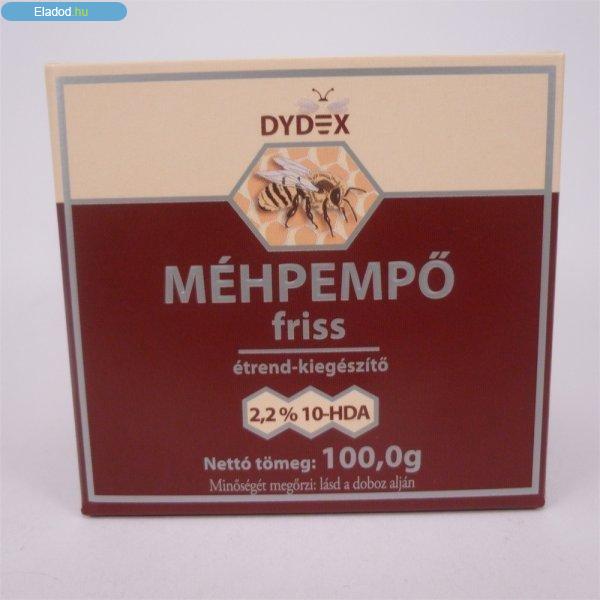 Eladod.hu
DYDEX
MÉHPEMPŐ
friss
étrend-kiegészítő
2,2% 10-HDA
Nettó tömeg: 100,0g
Minőségét megőrzi: lásd a doboz alján